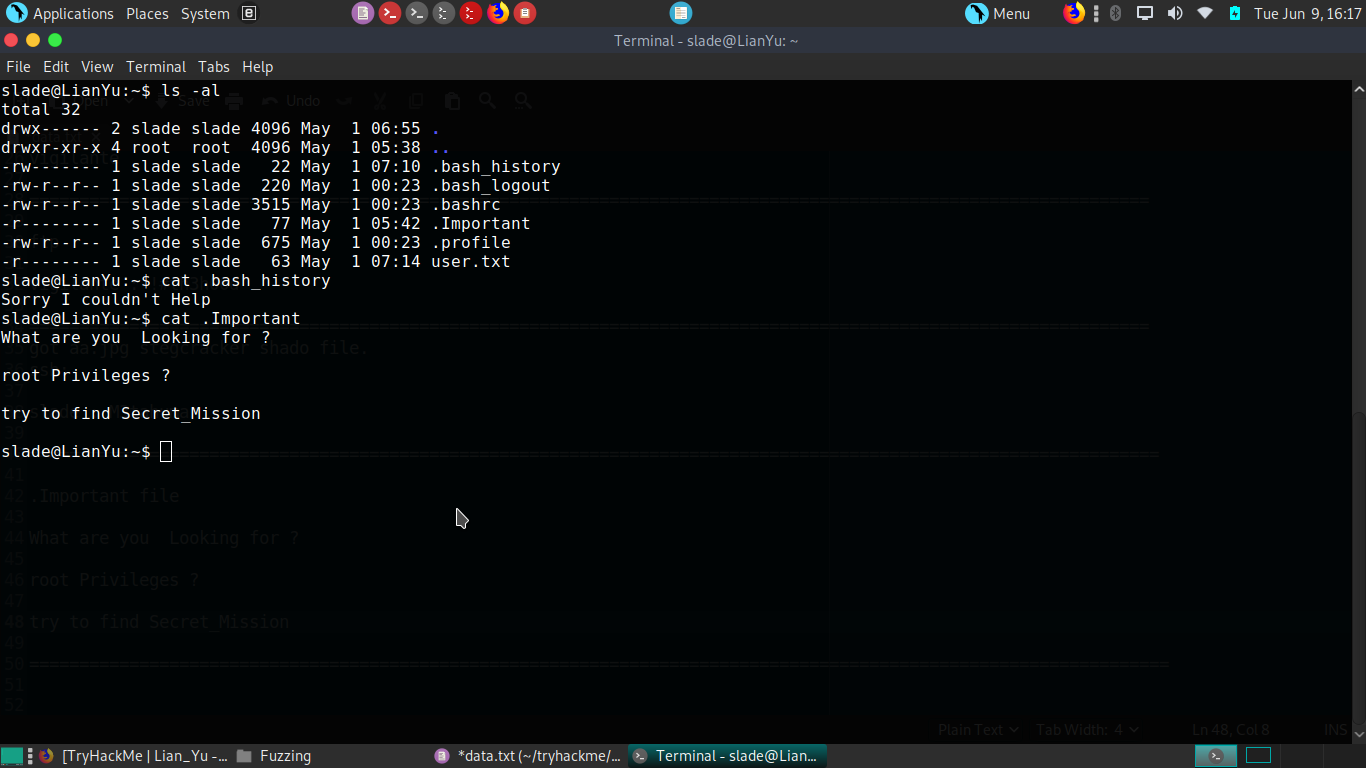 Applications Places System Menu Tue Jun 9, 16:17
Terminal - slade@LianYu: ~
File Edit View Terminal Tabs Help
slade@LianYu:~$ ls -al
total 32
drwx------ 2 slade slade 4096 May  1 06:55 .
drwxr-xr-x 4 root  root  4096 May  1 05:38 ..
-rw------- 1 slade slade   22 May  1 07:10 .bash_history
-rw-r--r-- 1 slade slade  220 May  1 00:23 .bash_logout
-rw-r--r-- 1 slade slade 3515 May  1 00:23 .bashrc
-r-------- 1 slade slade   77 May  1 05:42 .Important
-rw-r--r-- 1 slade slade  675 May  1 00:23 .profile
-r-------- 1 slade slade   63 May  1 07:14 user.txt
slade@LianYu:~$ cat .bash_history
Sorry I couldn't Help
slade@LianYu:~$ cat .Important
What are you  Looking for ?
got aa.jpg stegcracker shado file.
root Privileges ?
try to find Secret_Mission
slade@LianYu:~$
41
42 .Important file
43
44 What are you  Looking for ?
45
46 root Privileges ?
47
48 try to find Secret_Mission
49
50
51
52
Plain Text Tab Width: 4 Ln 48, Col 8 INS
[TryHackMe | Lian_Yu -... Fuzzing *data.txt (~/tryhackme/... Terminal - slade@Lian...